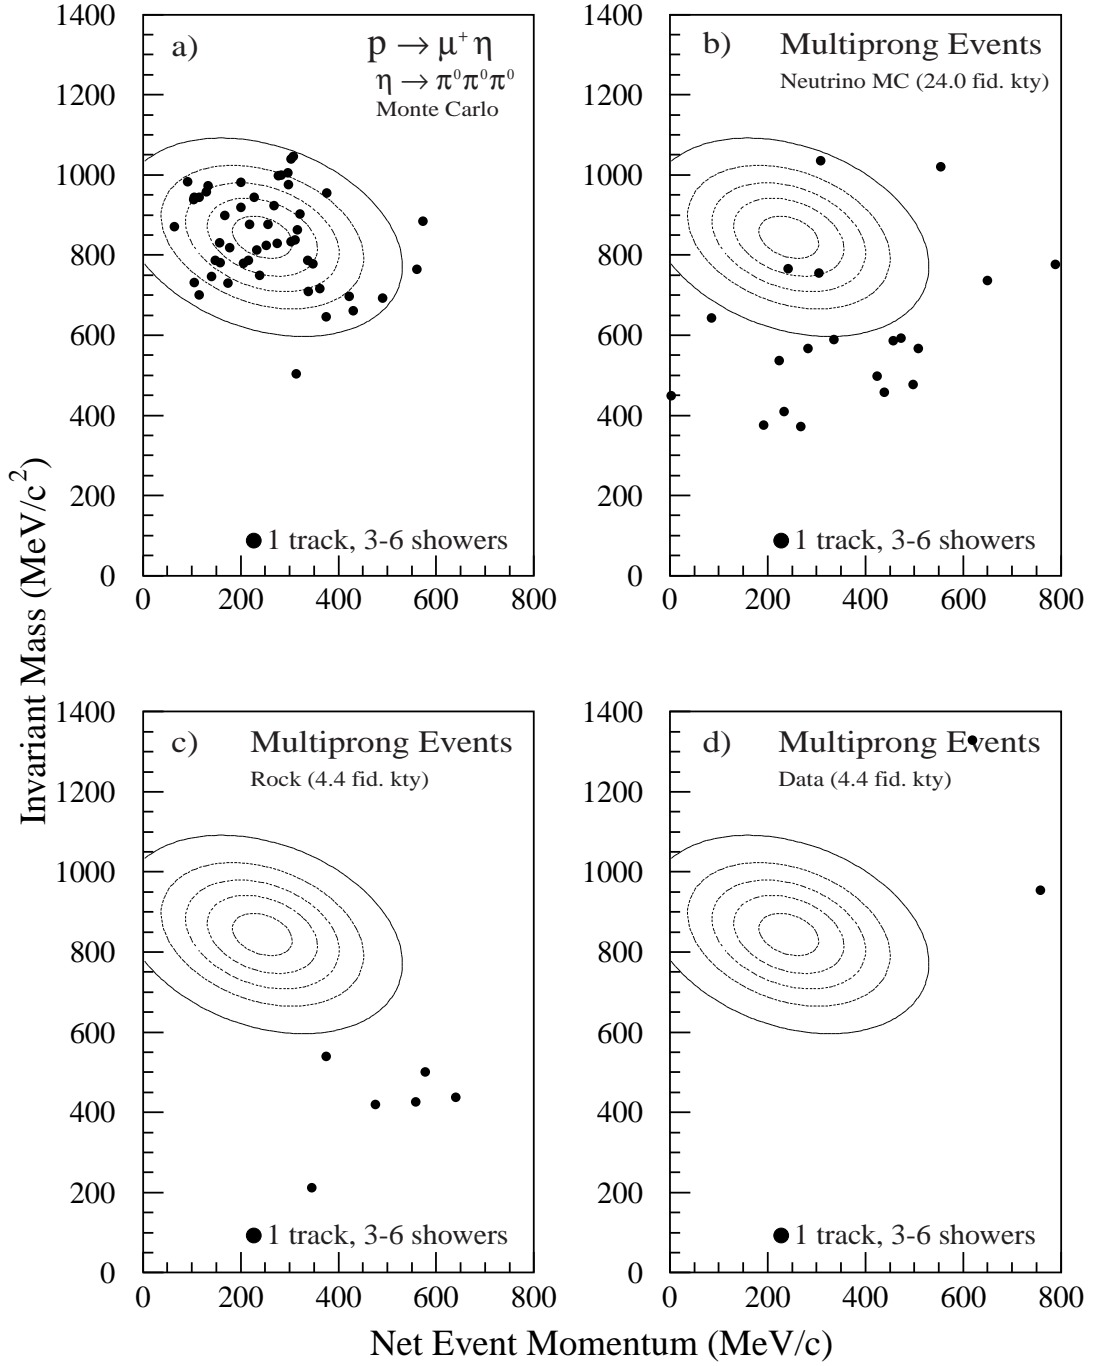 Invariant Mass (MeV/c²)
a)
p → μ⁺ η
η → π⁰π⁰π⁰
Monte Carlo
1400
1200
1000
800
600
400
200
0
1 track, 3-6 showers
0 200 400 600 800
b)
Multiprong Events
Neutrino MC (24.0 fid. kty)
1400
1200
1000
800
600
400
200
0
1 track, 3-6 showers
0 200 400 600 800
c)
Multiprong Events
Rock (4.4 fid. kty)
1400
1200
1000
800
600
400
200
0
1 track, 3-6 showers
0 200 400 600 800
d)
Multiprong Events
Data (4.4 fid. kty)
1400
1200
1000
800
600
400
200
0
1 track, 3-6 showers
0 200 400 600 800
Net Event Momentum (MeV/c)